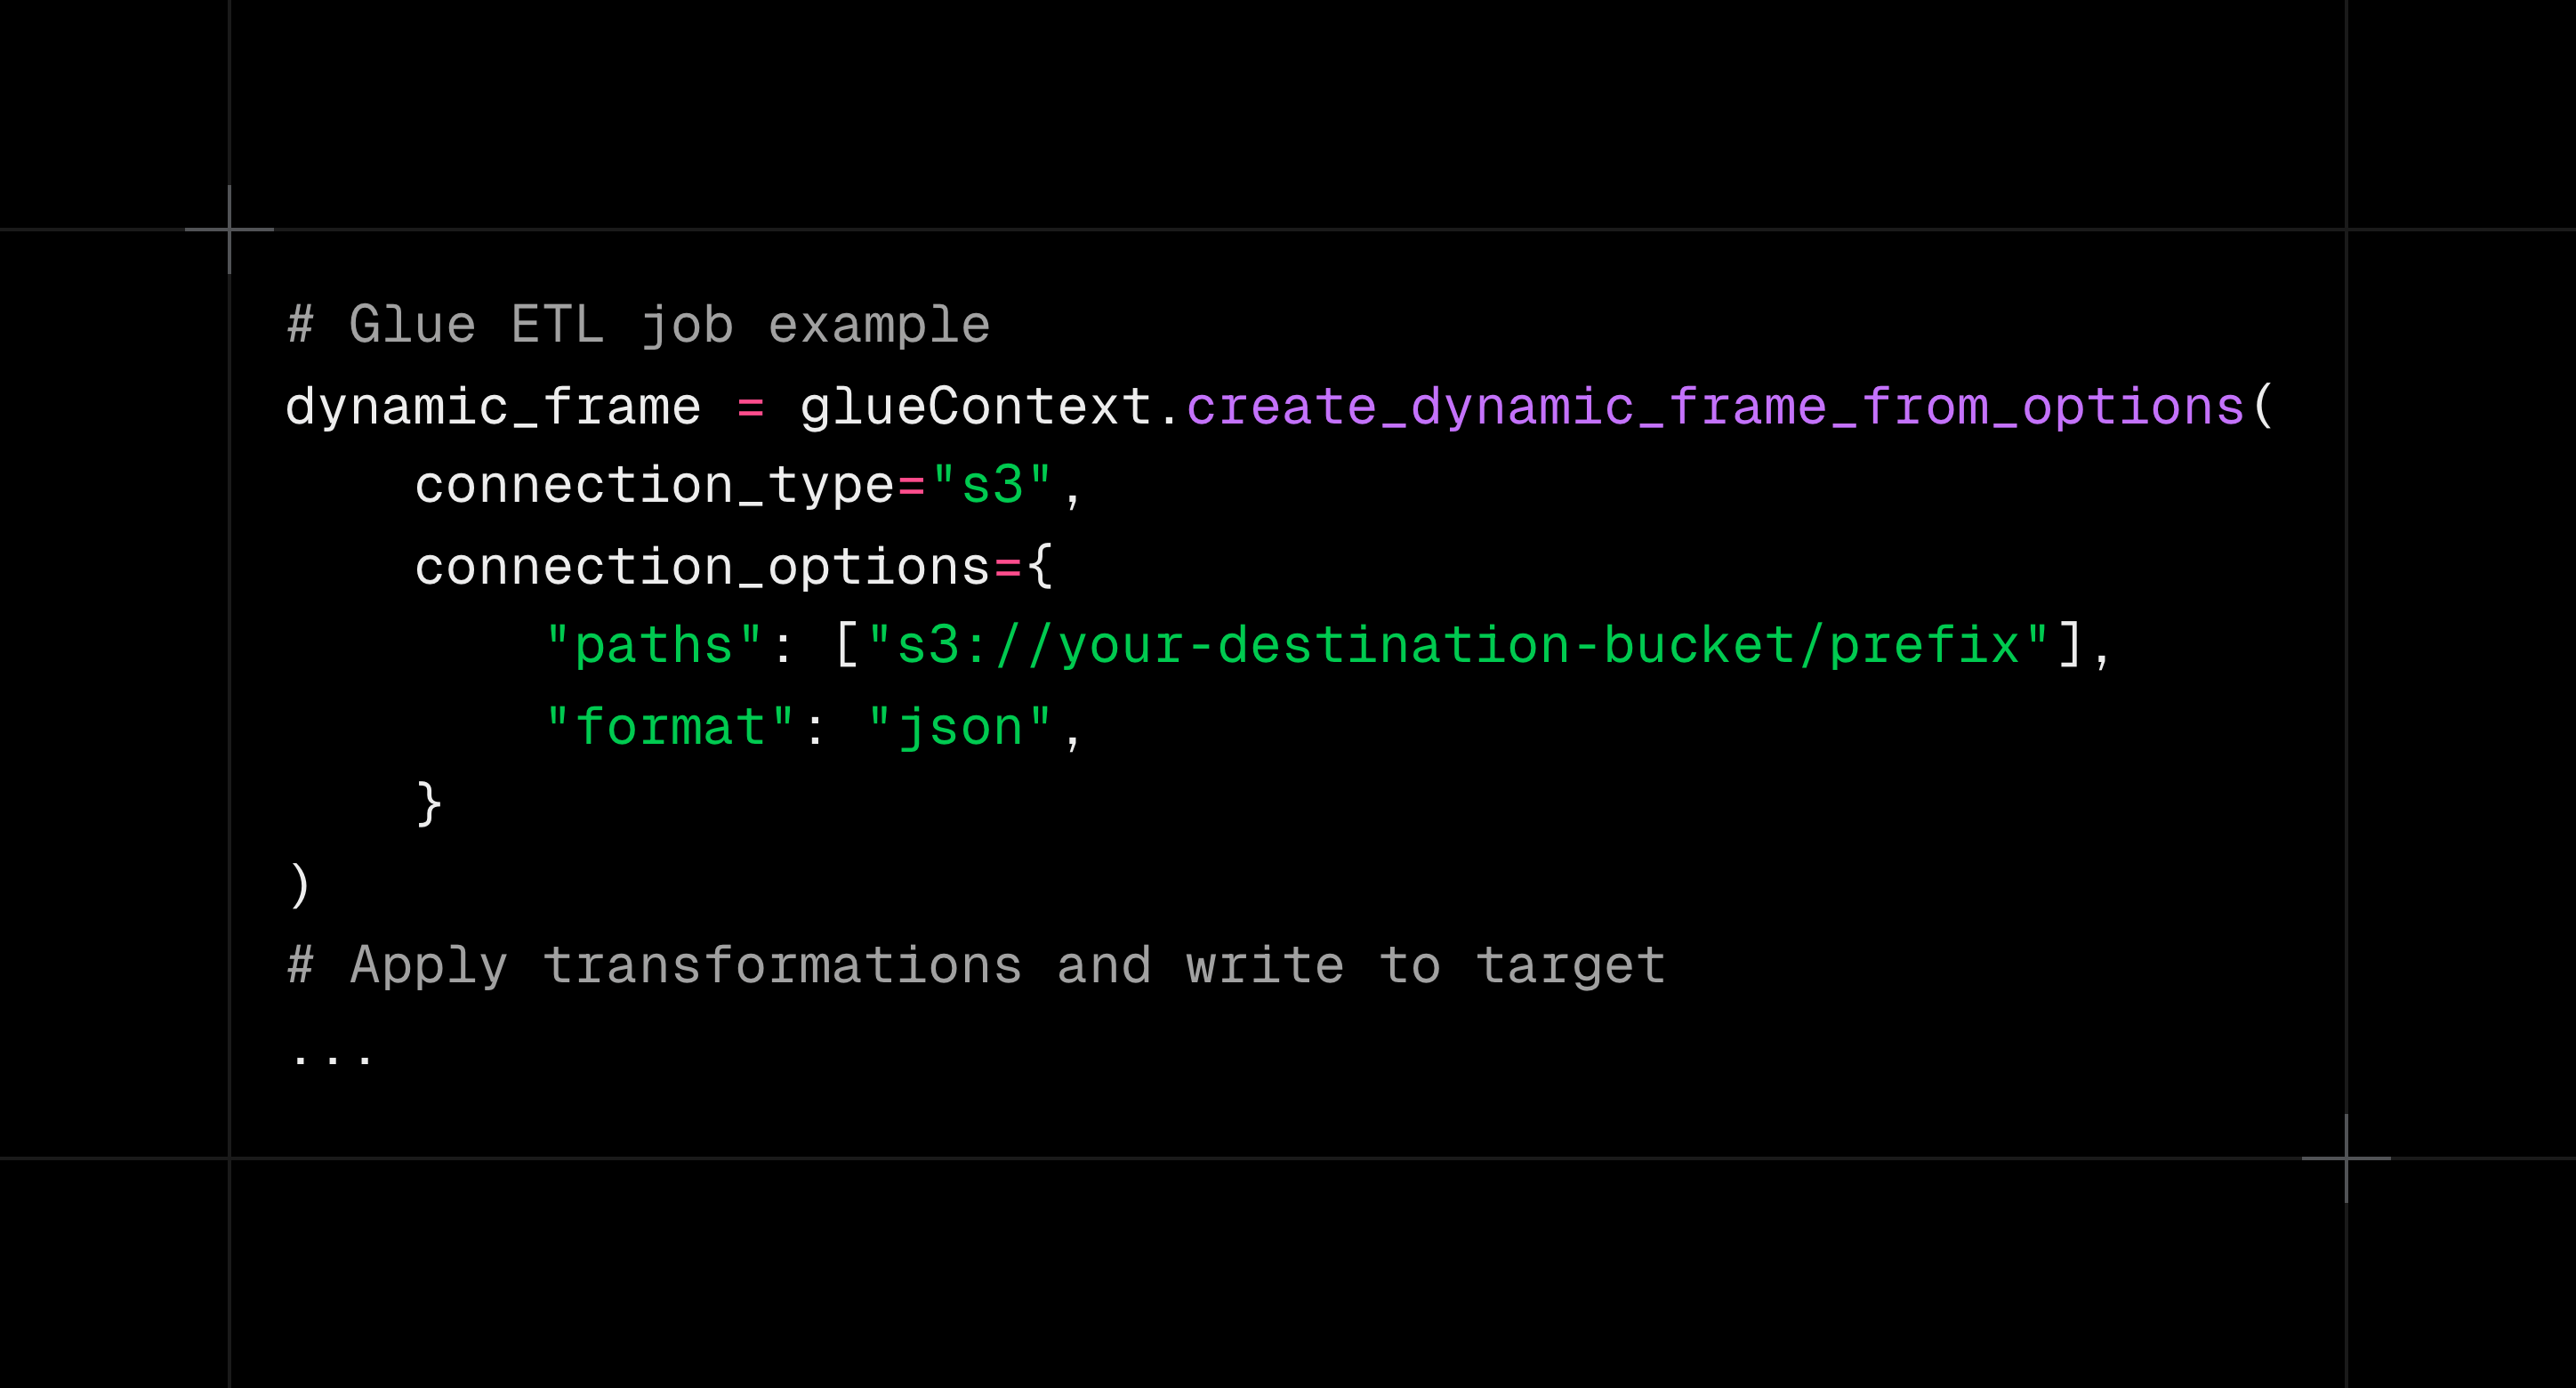 # Glue ETL job example
dynamic_frame = glueContext.create_dynamic_frame_from_options(
    connection_type="s3",
    connection_options={
        "paths": ["s3://your-destination-bucket/prefix"],
        "format": "json",
    }
)
# Apply transformations and write to target
...